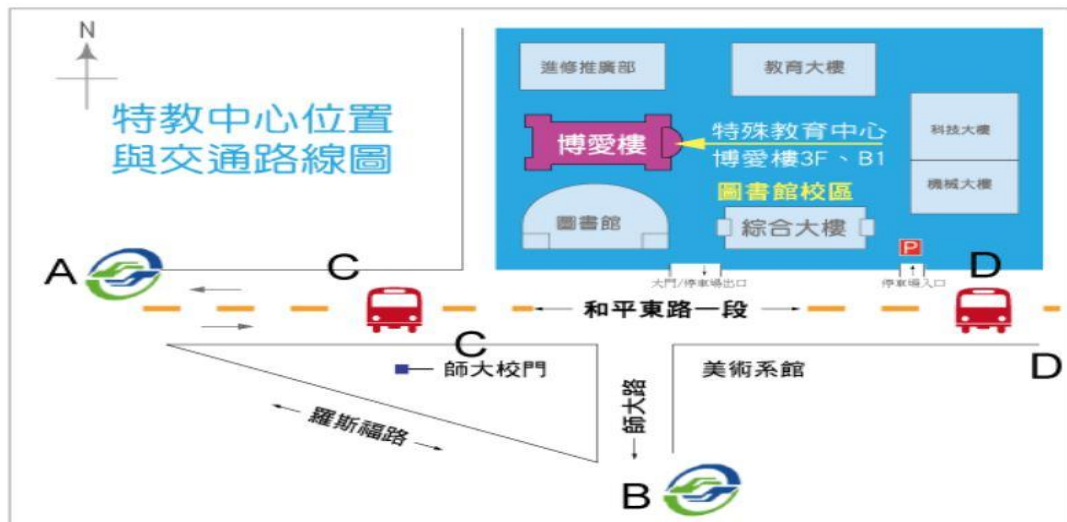 N
特教中心位置
與交通路線圖
進修推廣部
教育大樓
博愛樓
特殊教育中心
博愛樓3F、B1
科技大樓
機械大樓
圖書館校區
圖書館
綜合大樓
P
A
C
D
大門/停車場出口
停車場入口
和平東路一段
C
師大校門
美術系館
D
羅斯福路
師大路
B